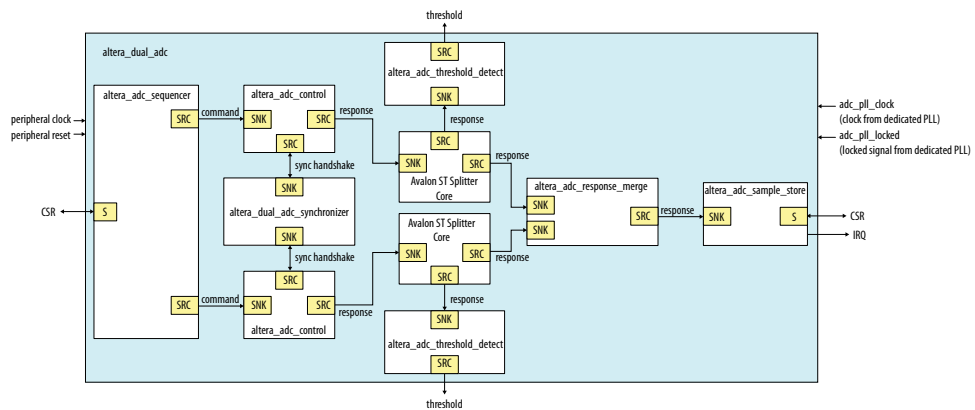 threshold
altera_dual_adc
SRC
altera_adc_threshold_detect
SNK
altera_adc_sequencer
SRC
command
altera_adc_control
SNK
SRC
SRC
response
response
SRC
SNK
SRC
Avalon ST Splitter
Core
response
peripheral clock
peripheral reset
adc_pll_clock
(clock from dedicated PLL)
adc_pll_locked
(locked signal from dedicated PLL)
sync handshake
SNK
altera_dual_adc_synchronizer
SNK
sync handshake
CSR
S
altera_adc_response_merge
SNK
SNK
SRC
response
altera_adc_sample_store
SNK
S
CSR
IRQ
Avalon ST Splitter
Core
SNK
SRC
SRC
response
response
SRC
command
SRC
SNK
SRC
altera_adc_control
response
SNK
altera_adc_threshold_detect
SRC
threshold